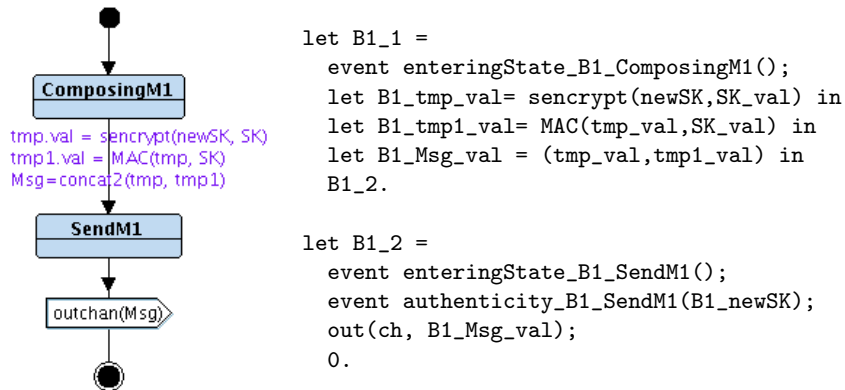 ComposingM1
tmp.val = sencrypt(newSK, SK)
tmp1.val = MAC(tmp, SK)
Msg=concat2(tmp, tmp1)
SendM1
outchan(Msg)
let B1_1 =
event enteringState_B1_ComposingM1();
let B1_tmp_val= sencrypt(newSK,SK_val) in
let B1_tmp1_val= MAC(tmp_val,SK_val) in
let B1_Msg_val = (tmp_val,tmp1_val) in
B1_2.
let B1_2 =
event enteringState_B1_SendM1();
event authenticity_B1_SendM1(B1_newSK);
out(ch, B1_Msg_val);
0.